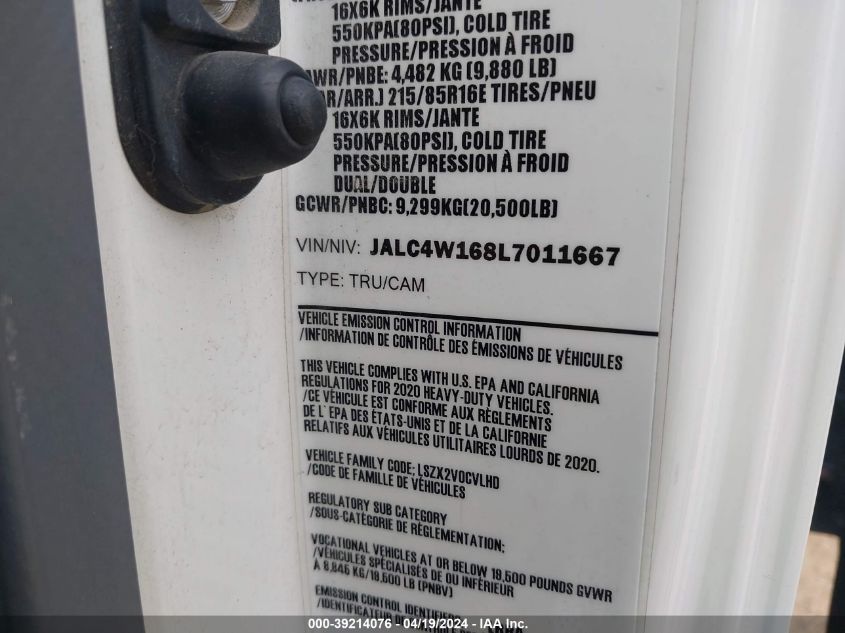 16X6K RIMS/JANTE
550KPA(80PSI), COLD TIRE
PRESSURE/PRESSION À FROID
WR/PNBE: 4,482 KG (9,880 LB)
/ARR.) 215/85R16E TIRES/PNEU
16X6K RIMS/JANTE
550KPA(80PSI), COLD TIRE
PRESSURE/PRESSION À FROID
DUAL/DOUBLE
GCWR/PNBC: 9,299KG(20,500LB)
VIN/NIV: JALC4W168L7011667
TYPE: TRU/CAM
VEHICLE EMISSION CONTROL INFORMATION
/INFORMATION DE CONTRÔLE DES ÉMISSIONS DE VÉHICULES
THIS VEHICLE COMPLIES WITH U.S. EPA AND CALIFORNIA
REGULATIONS FOR 2020 HEAVY-DUTY VEHICLES.
/CE VÉHICULE EST CONFORME AUX RÈGLEMENTS
DE L' EPA DES ÉTATS-UNIS ET DE LA CALIFORNIE
RELATIFS AUX VÉHICULES UTILITAIRES LOURDS DE 2020.
VEHICLE FAMILY CODE: LSZX2VOCVLHD
/CODE DE FAMILLE DE VÉHICULES
REGULATORY SUB CATEGORY
/SOUS-CATÉGORIE DE RÉGLEMENTATION:
VOCATIONAL VEHICLES AT OR BELOW 19,500 POUNDS GVWR
/VÉHICULES SPÉCIALISÉS DE OU INFÉRIEUR
À 8,845 KG/19,500 LB (PNBV)
EMISSION CONTROL IDENTIFIERS
/IDENTIFICATEUR
000-39214076 - 04/19/2024 - IAA Inc.